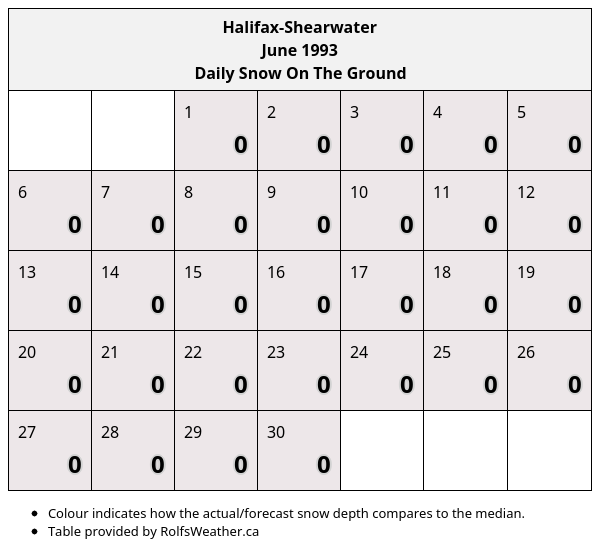 Halifax-Shearwater
June 1993
Daily Snow On The Ground
1 2 3 4 5
0 0 0 0 0
6 7 8 9 10 11 12
0 0 0 0 0 0 0
13 14 15 16 17 18 19
0 0 0 0 0 0 0
20 21 22 23 24 25 26
0 0 0 0 0 0 0
27 28 29 30
0 0 0 0
• Colour indicates how the actual/forecast snow depth compares to the median.
• Table provided by RolfsWeather.ca